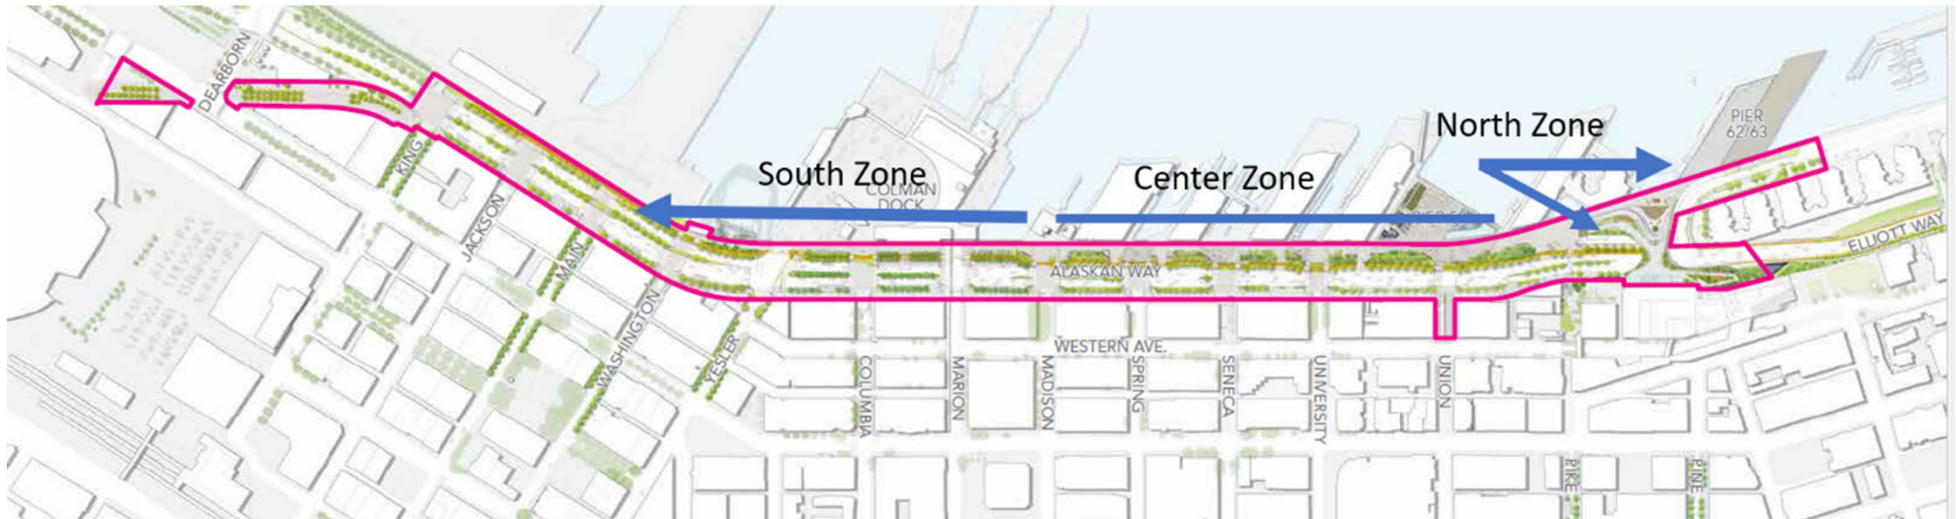 DEARBORN
KING
JACKSON
MAIN
WASHINGTON
YESLER
South Zone
COLMAN
DOCK
Center Zone
North Zone
PIER
62/63
ELLIOTT WAY
ALASKAN WAY
WESTERN AVE.
COLUMBIA
MARION
MADISON
SPRING
SENECA
UNIVERSITY
UNION
PIKE
PINE